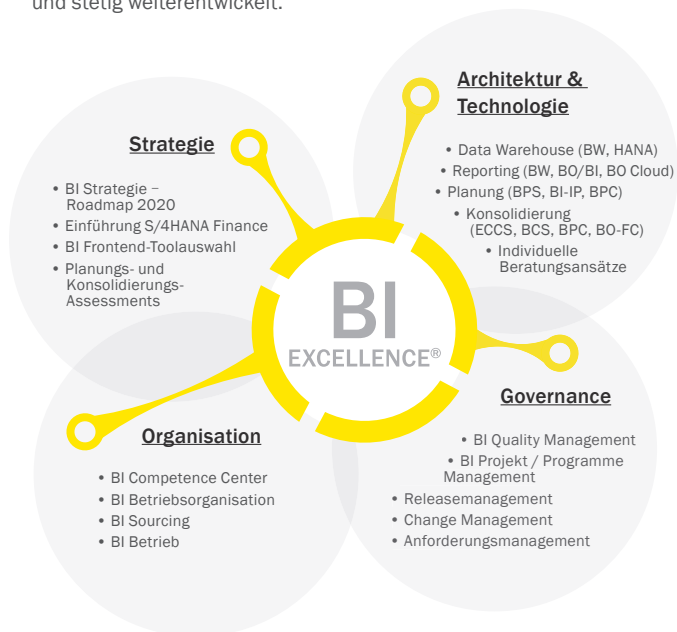 und stetig weiterentwickelt.
Architektur &
Technologie
• Data Warehouse (BW, HANA)
• Reporting (BW, BO/BI, BO Cloud)
• Planung (BPS, BI-IP, BPC)
• Konsolidierung
(ECCS, BCS, BPC, BO-FC)
• Individuelle
Beratungsansätze
Strategie
• BI Strategie –
Roadmap 2020
• Einführung S/4HANA Finance
• BI Frontend-Toolauswahl
• Planungs- und
Konsolidierungs-
Assessments
BI
EXCELLENCE®
Governance
• BI Quality Management
• BI Projekt / Programme
Management
• Releasemanagement
• Change Management
• Anforderungsmanagement
Organisation
• BI Competence Center
• BI Betriebsorganisation
• BI Sourcing
• BI Betrieb